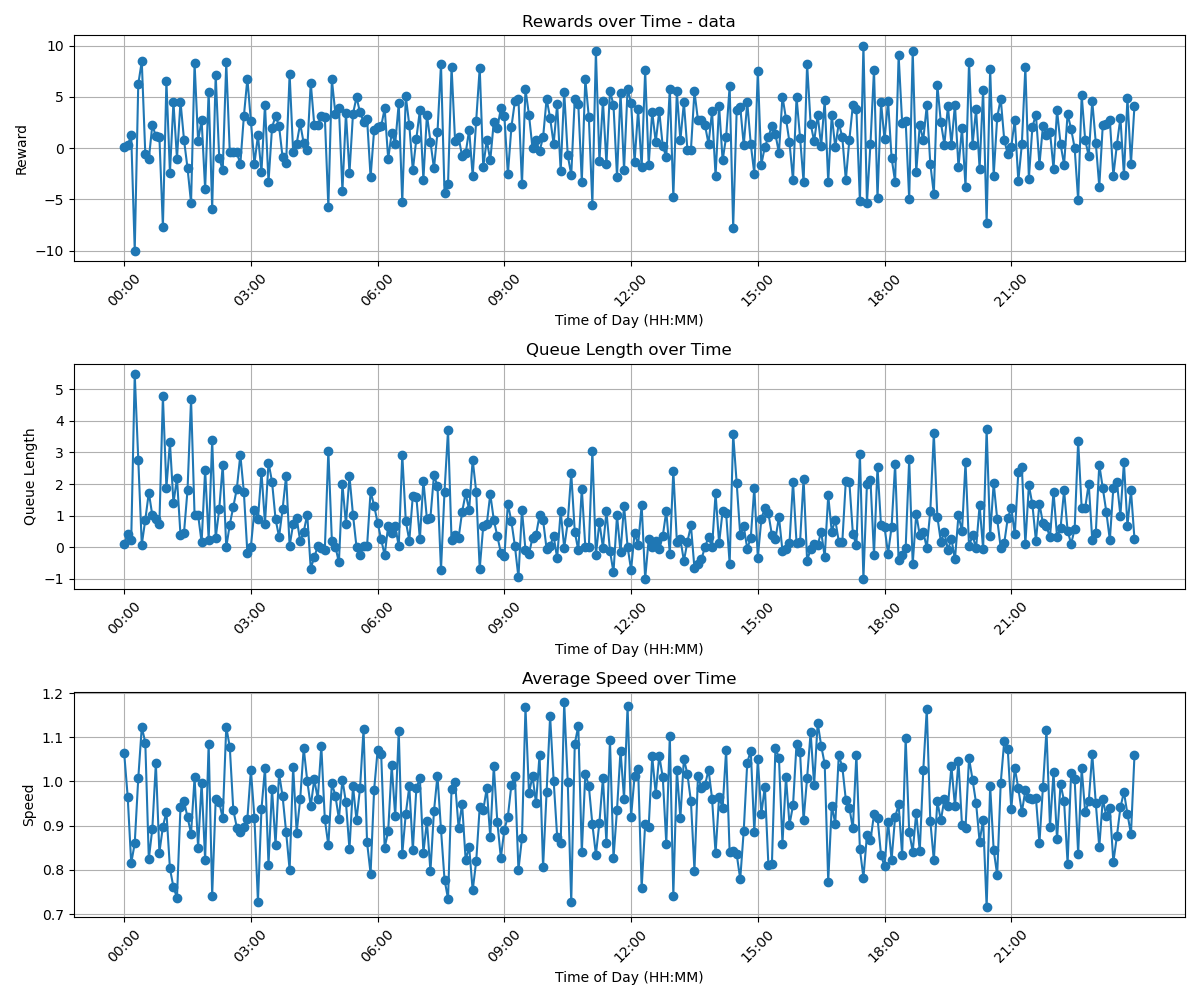 Rewards over Time - data
10
5
0
−5
−10
Reward
00:00 03:00 06:00 09:00 12:00 15:00 18:00 21:00
Time of Day (HH:MM)
Queue Length over Time
5
4
3
2
1
0
−1
Queue Length
00:00 03:00 06:00 09:00 12:00 15:00 18:00 21:00
Time of Day (HH:MM)
Average Speed over Time
1.2
1.1
1.0
0.9
0.8
0.7
Speed
00:00 03:00 06:00 09:00 12:00 15:00 18:00 21:00
Time of Day (HH:MM)